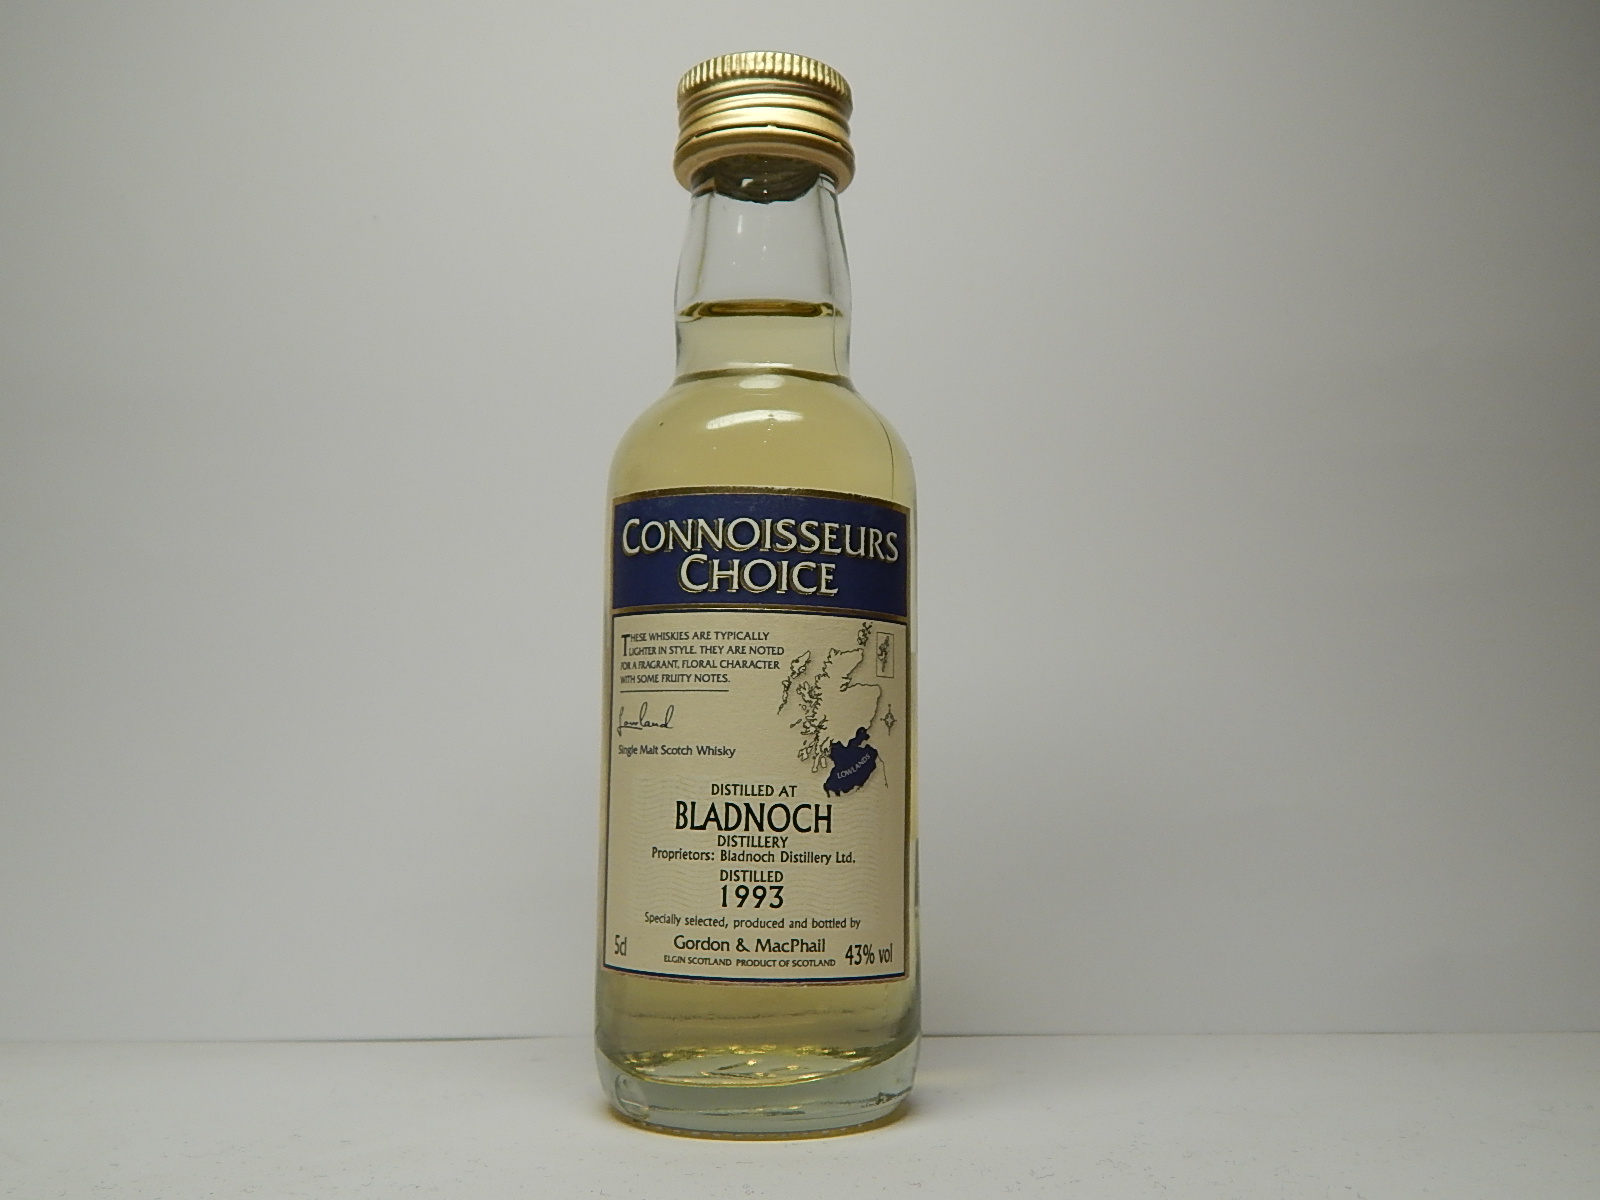 CONNOISSEURS
CHOICE
THESE WHISKIES ARE TYPICALLY
LIGHTER IN STYLE. THEY ARE NOTED
FOR A FRAGRANT, FLORAL CHARACTER
WITH SOME FRUITY NOTES.
Lowland
Single Malt Scotch Whisky
LOWLANDS
DISTILLED AT
BLADNOCH
DISTILLERY
Proprietors: Bladnoch Distillery Ltd.
DISTILLED
1993
Specially selected, produced and bottled by
5cl Gordon & MacPhail 43% vol
ELGIN SCOTLAND PRODUCT OF SCOTLAND